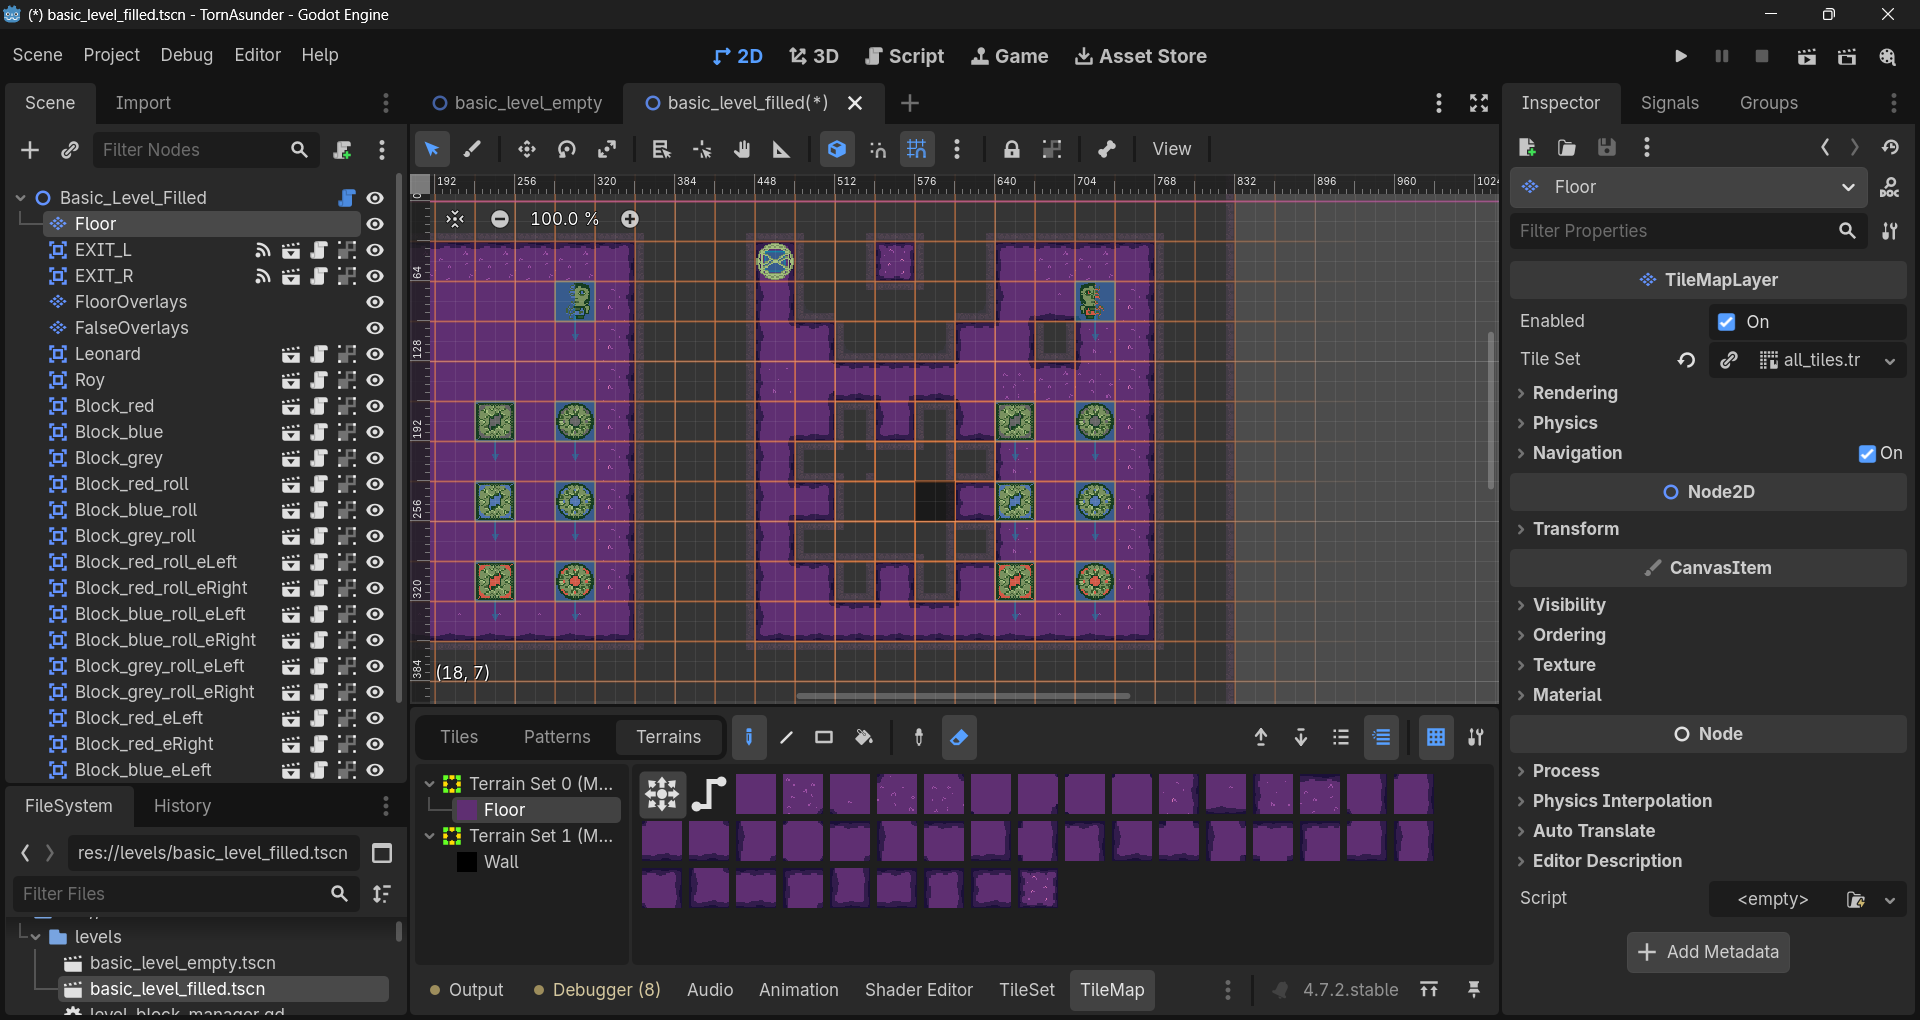 (*) basic_level_filled.tscn - TornAsunder - Godot Engine
Scene Project Debug Editor Help
2D 3D Script Game Asset Store
Scene Import
Filter Nodes
Basic_Level_Filled
Floor
EXIT_L
EXIT_R
FloorOverlays
FalseOverlays
Leonard
Roy
Block_red
Block_blue
Block_grey
Block_red_roll
Block_blue_roll
Block_grey_roll
Block_red_roll_eLeft
Block_red_roll_eRight
Block_blue_roll_eLeft
Block_blue_roll_eRight
Block_grey_roll_eLeft
Block_grey_roll_eRight
Block_red_eLeft
Block_red_eRight
Block_blue_eLeft
FileSystem History
res://levels/basic_level_filled.tscn
Filter Files
levels
basic_level_empty.tscn
basic_level_filled.tscn
level_block_manager.gd
basic_level_empty basic_level_filled(*)
View
192 256 320 384 448 512 576 640 704 768 832 896 960 1024
0
64
128
192
256
320
384
100.0 %
(18, 7)
Tiles Patterns Terrains
Terrain Set 0 (M...
Floor
Terrain Set 1 (M...
Wall
Output Debugger (8) Audio Animation Shader Editor TileSet TileMap 4.7.2.stable
Inspector Signals Groups
Floor
DOC
Filter Properties
TileMapLayer
Enabled On
Tile Set all_tiles.tr
Rendering
Physics
Navigation On
Node2D
Transform
CanvasItem
Visibility
Ordering
Texture
Material
Node
Process
Physics Interpolation
Auto Translate
Editor Description
Script <empty>
Add Metadata